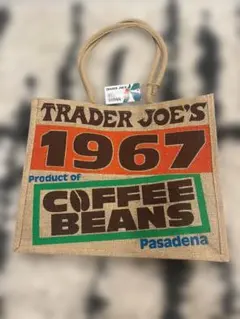 TRADER JOE'S
1967
Product of
COFFEE
BEANS
Pasadena